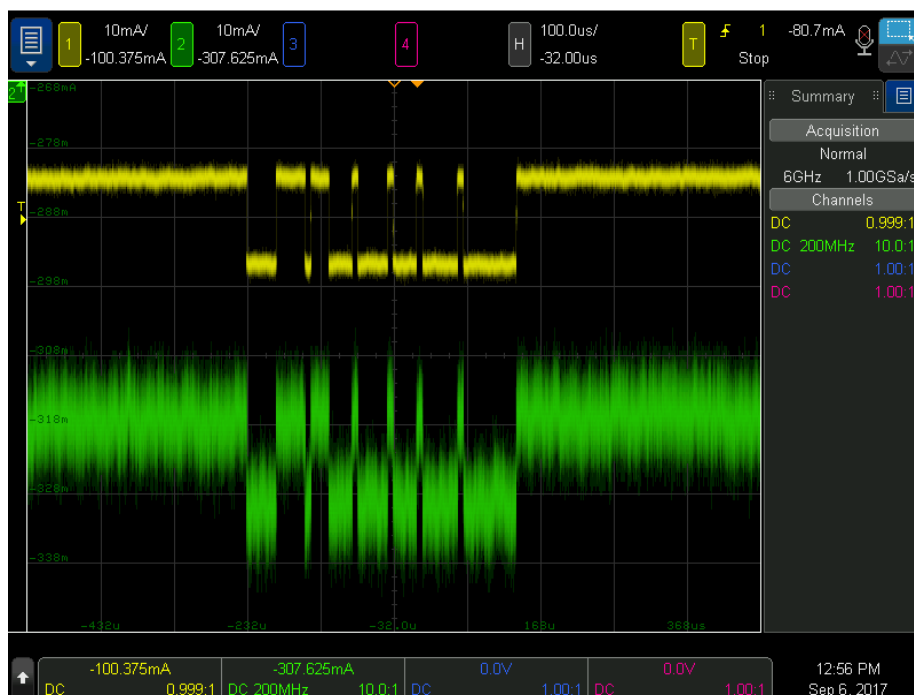 1 10mA/ 2 10mA/ 3 4 H 100.0us/ T 1 -80.7mA
-100.375mA -307.625mA -32.00us Stop
2
-268mA
-278m
-288m
-298m
-308m
-318m
-328m
-338m
T
-432u -232u -32.0u 168u 368us
Summary
Acquisition
Normal
6GHz 1.00GSa/s
Channels
DC 0.999:1
DC 200MHz 10.0:1
DC 1.00:1
DC 1.00:1
-100.375mA -307.625mA 0.0V 0.0V 12:56 PM
DC 0.999:1 DC 200MHz 10.0:1 DC 1.00:1 DC 1.00:1 Sep 6, 2017